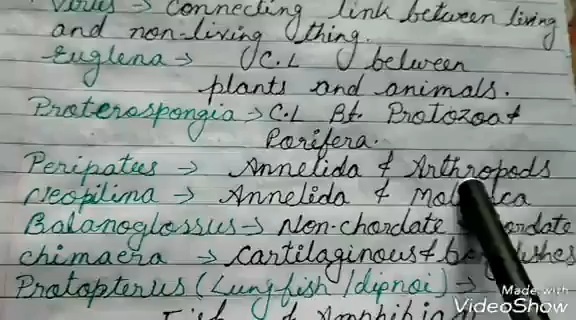 Virus → Connecting link between living
and non-living thing.
Euglena → C.L between
plants and animals.
Proterospongia → C.L Bt. Protozoa &
Porifera.
Peripatus → Annelida & Arthropods
Neopilina → Annelida &
Balanoglossus → Non-chordate
chimaera → Cartilaginous &
Protopterus (Lungfish / dipnoi) →
& Amphibia
Made with
VideoShow